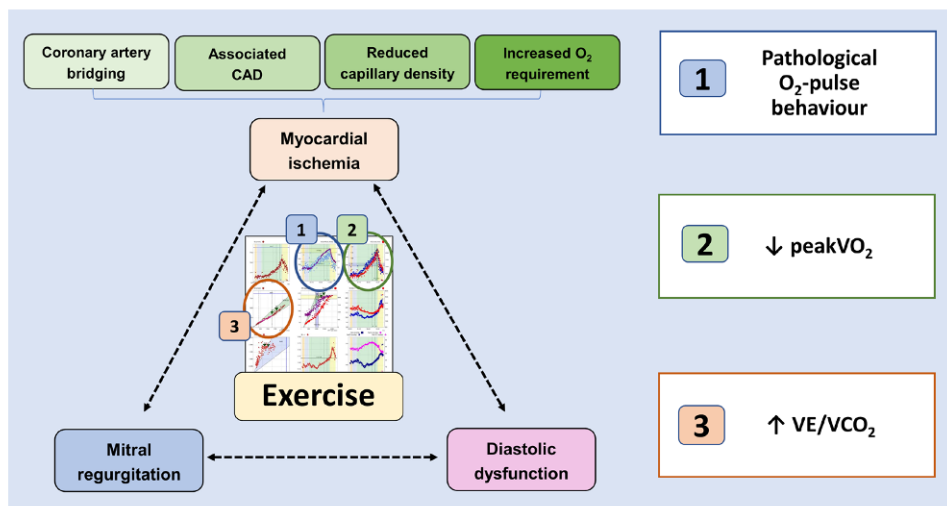 Coronary artery
bridging
Associated
CAD
Reduced
capillary density
Increased O₂
requirement
Myocardial
ischemia
1
2
3
Exercise
Mitral
regurgitation
Diastolic
dysfunction
1
Pathological
O₂-pulse
behaviour
2
↓ peakVO₂
3
↑ VE/VCO₂